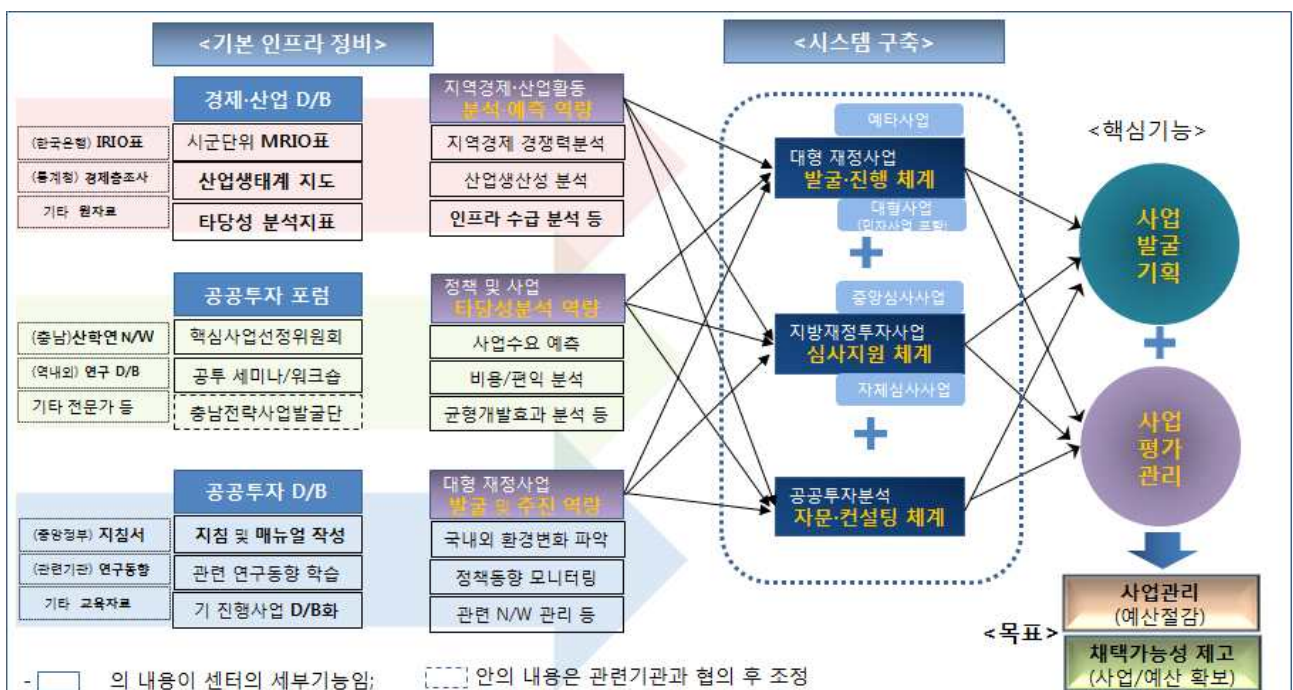 <기본 인프라 정비>
<시스템 구축>
<핵심기능>
경제·산업 D/B
(한국은행) IRIO표
시군단위 MRIO표
(통계청) 경제총조사
산업생태계 지도
기타 원자료
타당성 분석지표
지역경제·산업활동
분석·예측 역량
지역경제 경쟁력분석
산업생산성 분석
인프라 수급 분석 등
공공투자 포럼
(충남)산학연 N/W
핵심사업선정위원회
(역내외) 연구 D/B
공투 세미나/워크숍
기타 전문가 등
충남전략사업발굴단
정책 및 사업
타당성분석 역량
사업수요 예측
비용/편익 분석
균형개발효과 분석 등
공공투자 D/B
(중앙정부) 지침서
지침 및 매뉴얼 작성
(관련기관) 연구동향
관련 연구동향 학습
기타 교육자료
기 진행사업 D/B화
대형 재정사업
발굴 및 추진 역량
국내외 환경변화 파악
정책동향 모니터링
관련 N/W 관리 등
예타사업
대형 재정사업
발굴·진행 체계
대형사업
(민자사업 포함)
+
중앙심사사업
지방재정투자사업
심사지원 체계
자체심사사업
+
공공투자분석
자문·컨설팅 체계
사업
발굴
기획
+
사업
평가
관리
<목표>
사업관리
(예산절감)
채택가능성 제고
(사업/예산 확보)
- 의 내용이 센터의 세부기능임;
안의 내용은 관련기관과 협의 후 조정